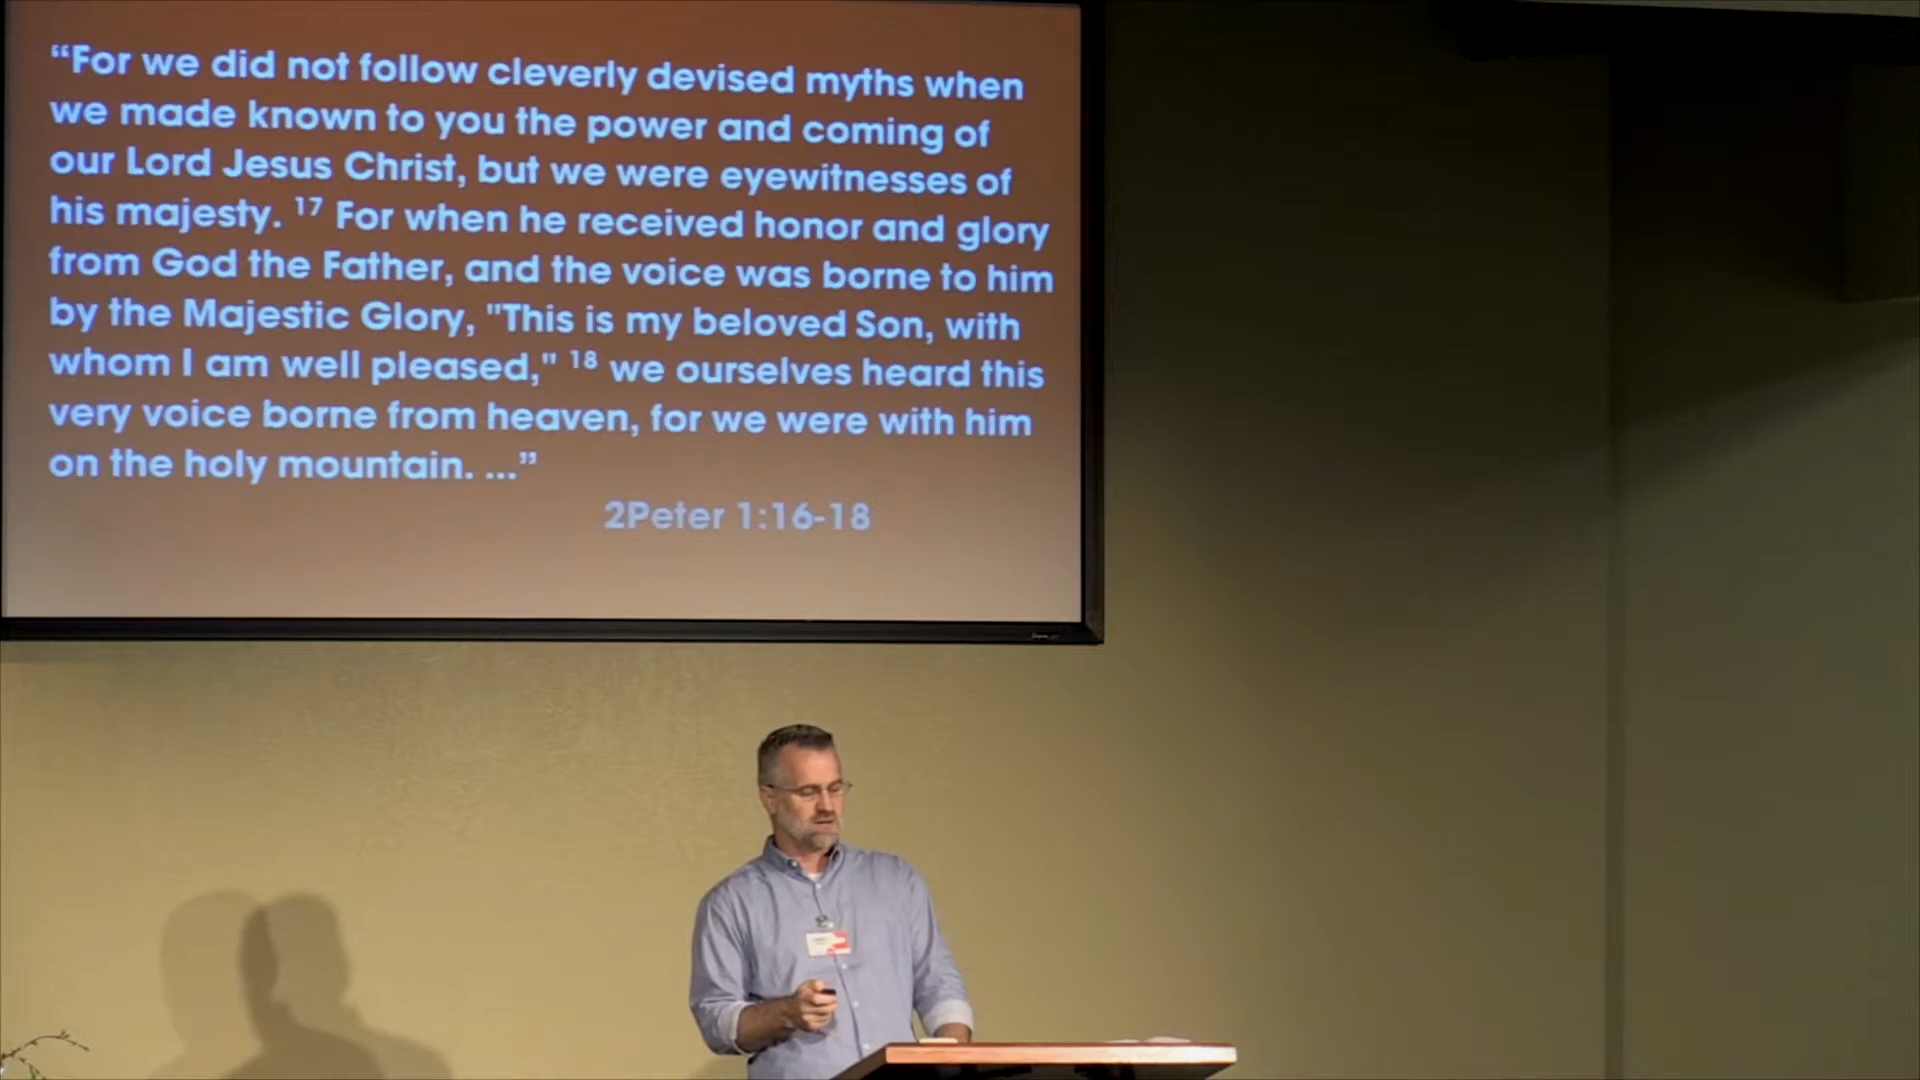 “For we did not follow cleverly devised myths when
we made known to you the power and coming of
our Lord Jesus Christ, but we were eyewitnesses of
his majesty. ¹⁷ For when he received honor and glory
from God the Father, and the voice was borne to him
by the Majestic Glory, "This is my beloved Son, with
whom I am well pleased," ¹⁸ we ourselves heard this
very voice borne from heaven, for we were with him
on the holy mountain. ...”
2Peter 1:16-18